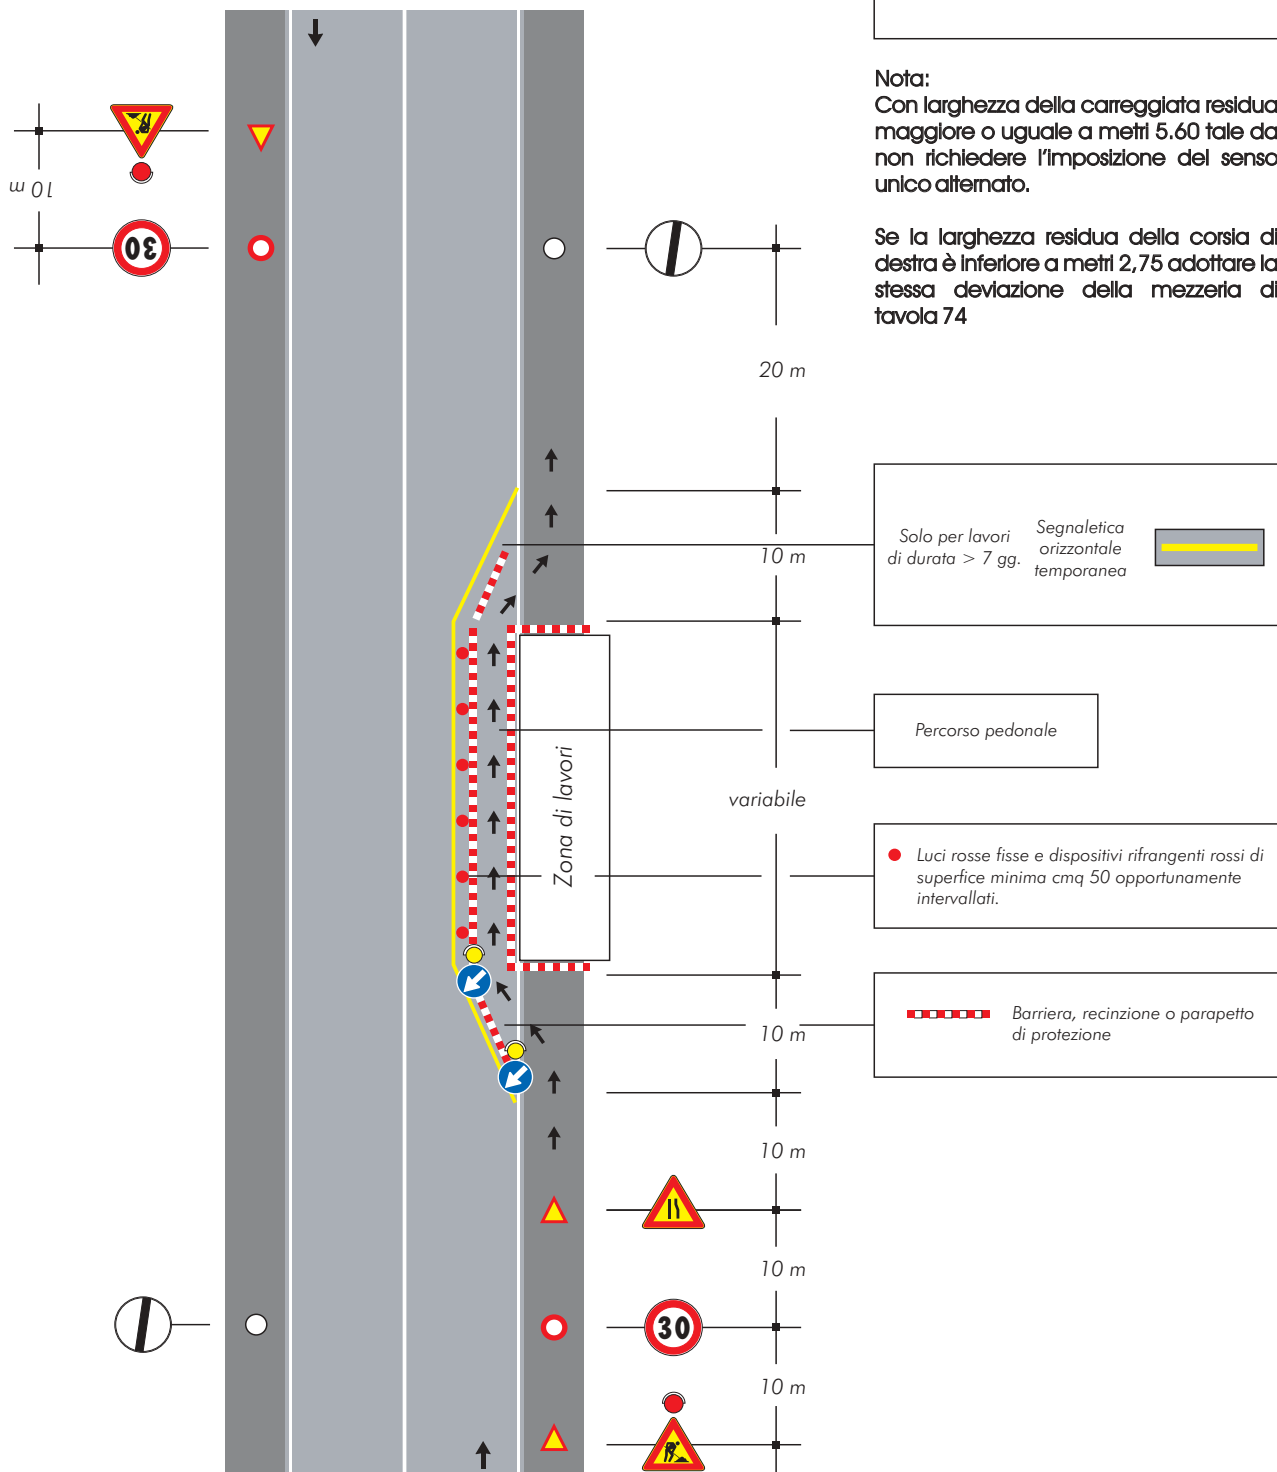 Nota:
Con larghezza della carreggiata residua
maggiore o uguale a metri 5.60 tale da
non richiedere l'imposizione del senso
unico alternato.
Se la larghezza residua della corsia di
destra è inferiore a metri 2,75 adottare la
stessa deviazione della mezzeria di
tavola 74
10 m
30
20 m
10 m
Solo per lavori
di durata > 7 gg.
Segnaletica
orizzontale
temporanea
Percorso pedonale
Zona di lavori
variabile
Luci rosse fisse e dispositivi rifrangenti rossi di
superfice minima cmq 50 opportunamente
intervallati.
Barriera, recinzione o parapetto
di protezione
10 m
10 m
10 m
30
10 m